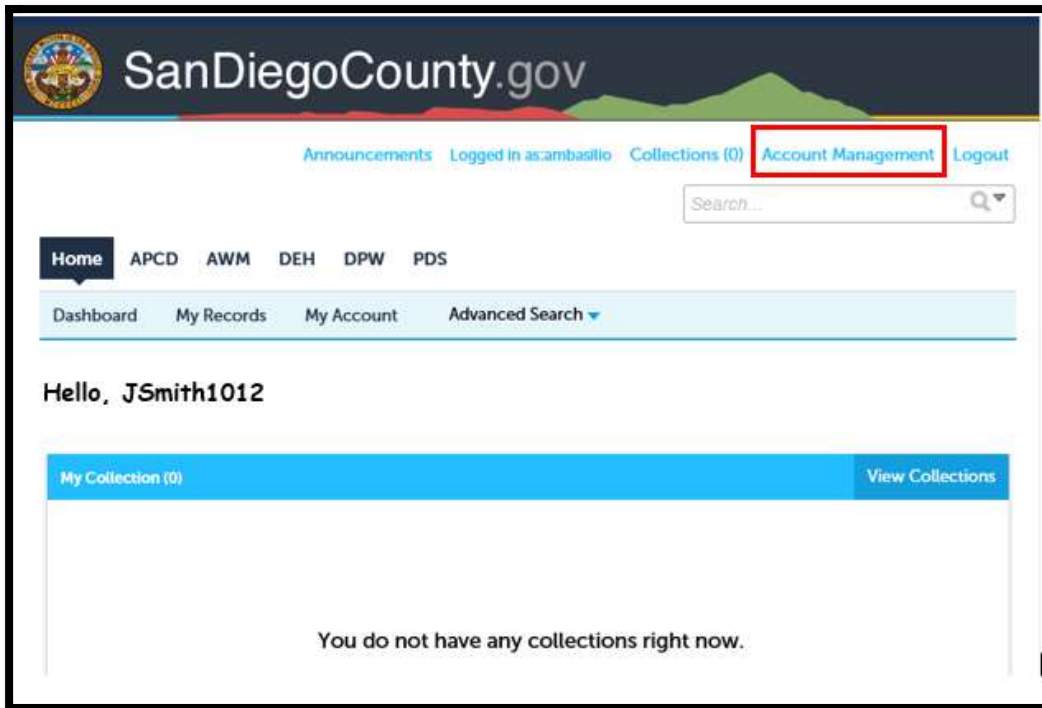 SanDiegoCounty.gov
Announcements Logged in as:ambasilio Collections (0) Account Management Logout
Search...
Home APCD AWM DEH DPW PDS
Dashboard My Records My Account Advanced Search
Hello, JSmith1012
My Collection (0) View Collections
You do not have any collections right now.